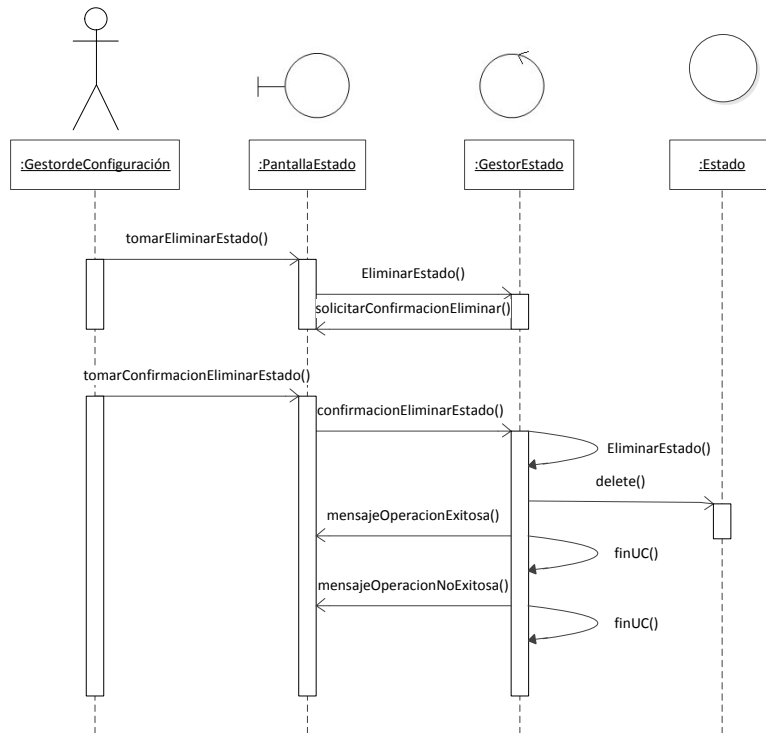 :GestordeConfiguración
:PantallaEstado
:GestorEstado
:Estado
tomarEliminarEstado()
EliminarEstado()
solicitarConfirmacionEliminar()
tomarConfirmacionEliminarEstado()
confirmacionEliminarEstado()
EliminarEstado()
delete()
mensajeOperacionExitosa()
finUC()
mensajeOperacionNoExitosa()
finUC()